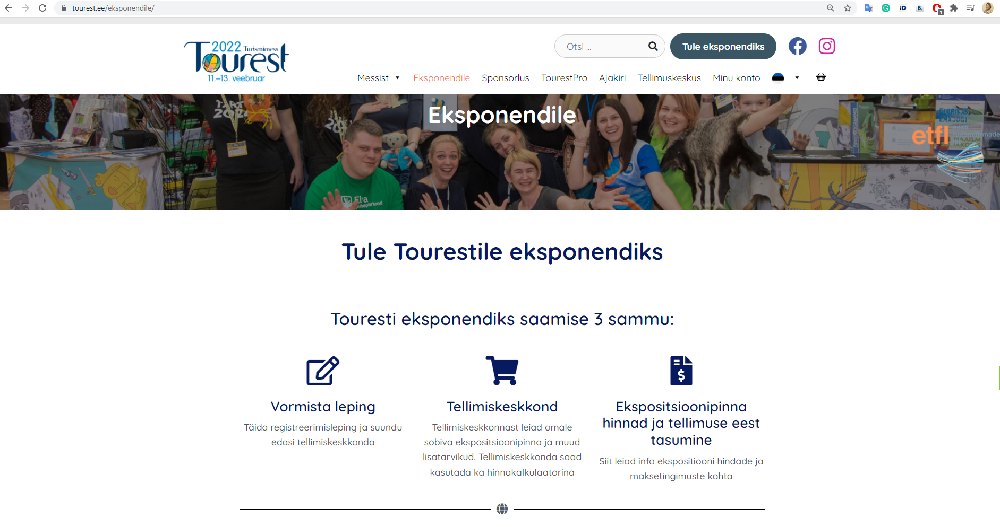 tourest.ee/eksponendile/
1
2022 Turismimess
Tourest
11.–13. veebruar
Otsi ...
Tule eksponendiks
Messist
Eksponendile
Sponsorlus
TourestPro
Ajakiri
Tellimuskeskus
Minu konto
Eksponendile
etfl
eesti
Tule Tourestile eksponendiks
Touresti eksponendiks saamise 3 sammu:
Vormista leping
Täida registreerimisleping ja suundu
edasi tellimiskeskkonda
Tellimiskeskkond
Tellimiskeskkonnast leiad omale
sobiva ekspositsioonipinna ja muud
lisatarvikud. Tellimiskeskkonda saad
kasutada ka hinnakalkulaatorina
Ekspositsioonipinna
hinnad ja tellimuse eest
tasumine
Siit leiad info ekspositiooni hindade ja
maksetingimuste kohta